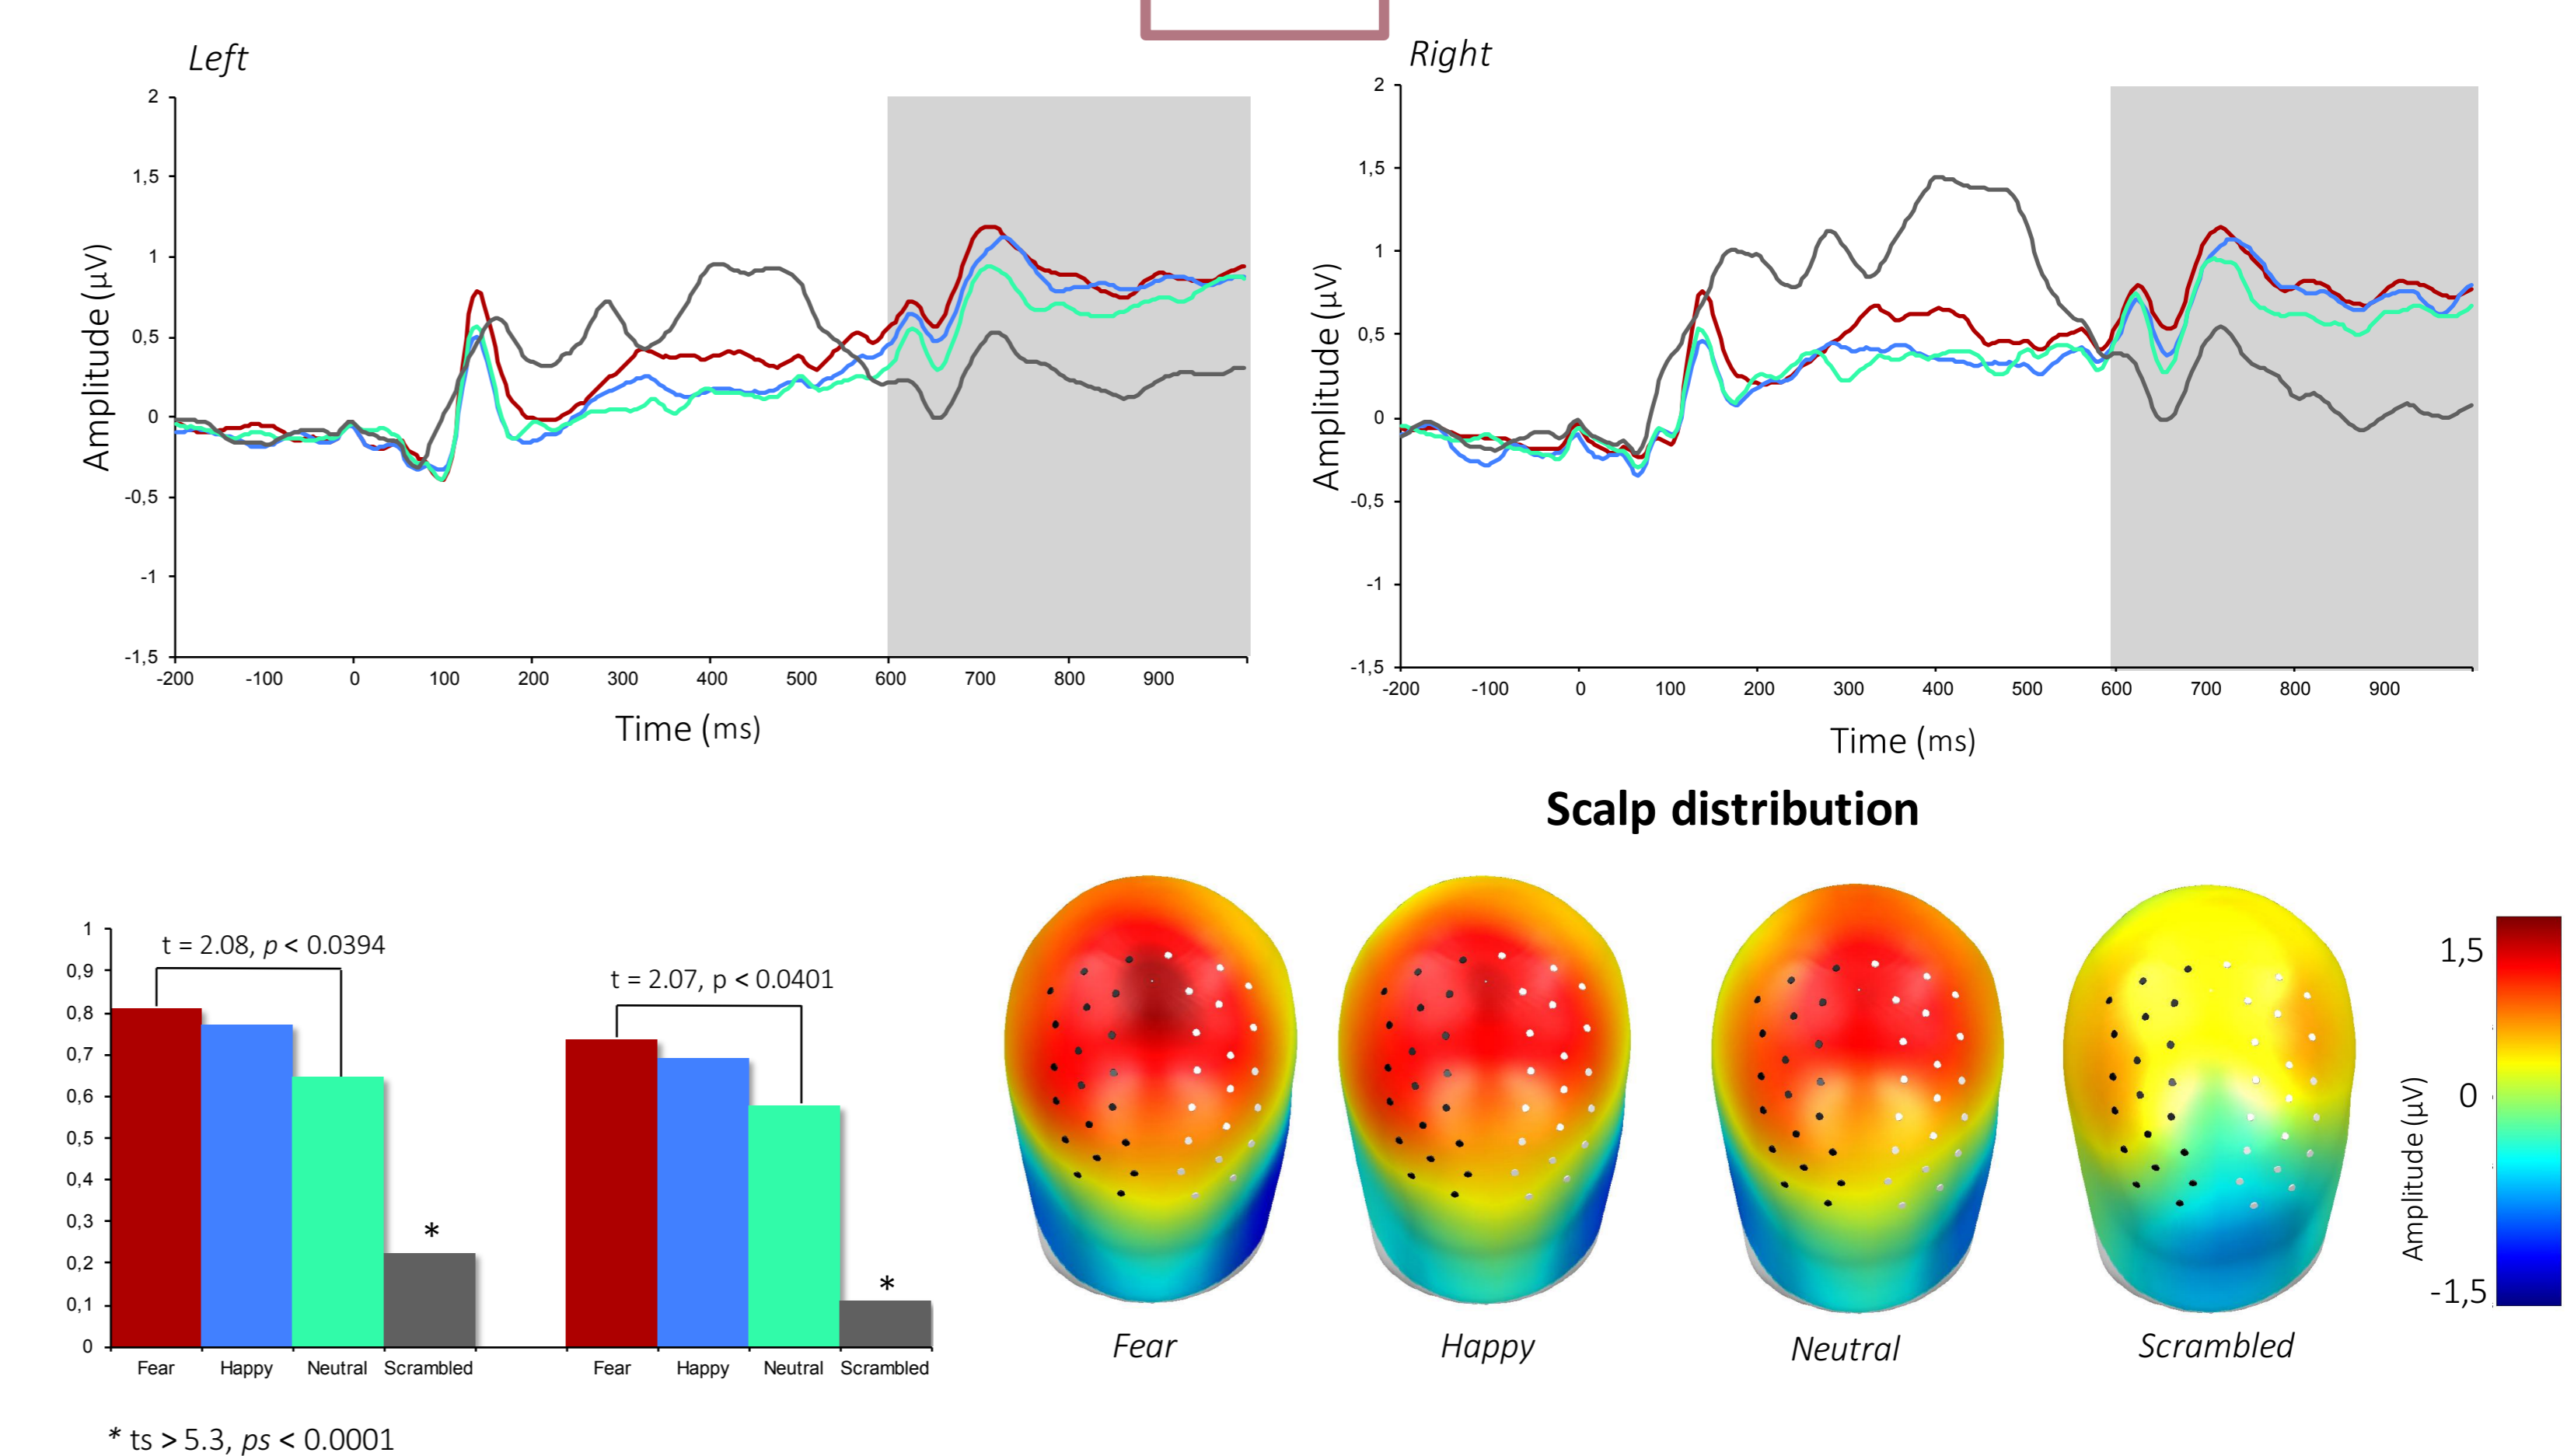 Left
Right
2
1,5
1
0,5
0
-0,5
-1
-1,5
Amplitude (µV)
-200 -100 0 100 200 300 400 500 600 700 800 900
Time (ms)
2
1,5
1
0,5
0
-0,5
-1
-1,5
Amplitude (µV)
-200 -100 0 100 200 300 400 500 600 700 800 900
Time (ms)
Scalp distribution
1
0,9
0,8
0,7
0,6
0,5
0,4
0,3
0,2
0,1
0
t = 2.08, p < 0.0394
t = 2.07, p < 0.0401
*
*
Fear Happy Neutral Scrambled Fear Happy Neutral Scrambled
* ts > 5.3, ps < 0.0001
Fear Happy Neutral Scrambled
1,5
0
-1,5
Amplitude (µV)